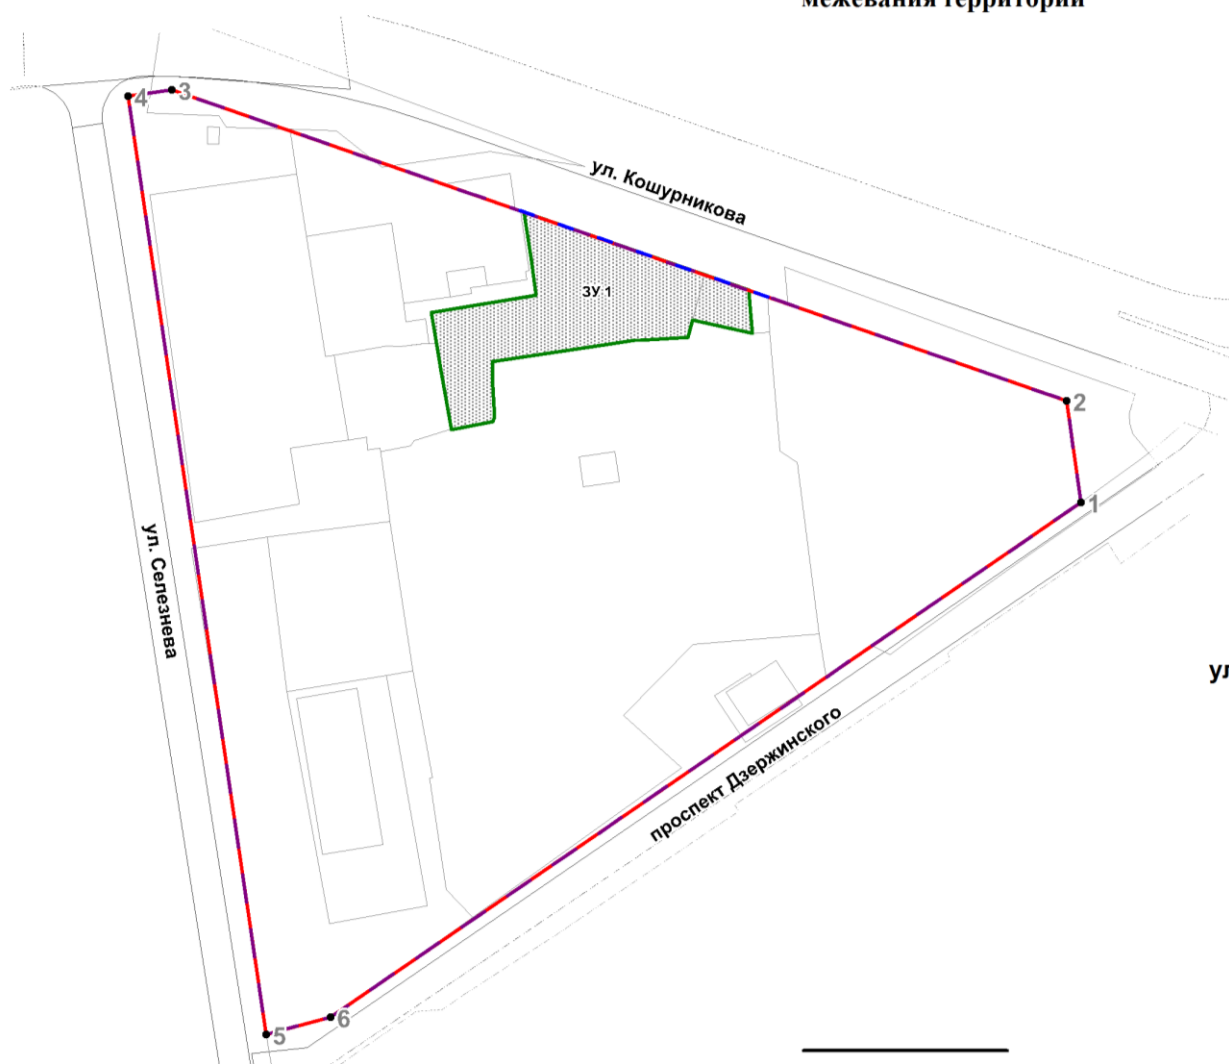 межевания территории
4
3
ул. Кошурникова
ЗУ 1
2
1
ул. Селезнева
ул
проспект Дзержинского
6
5